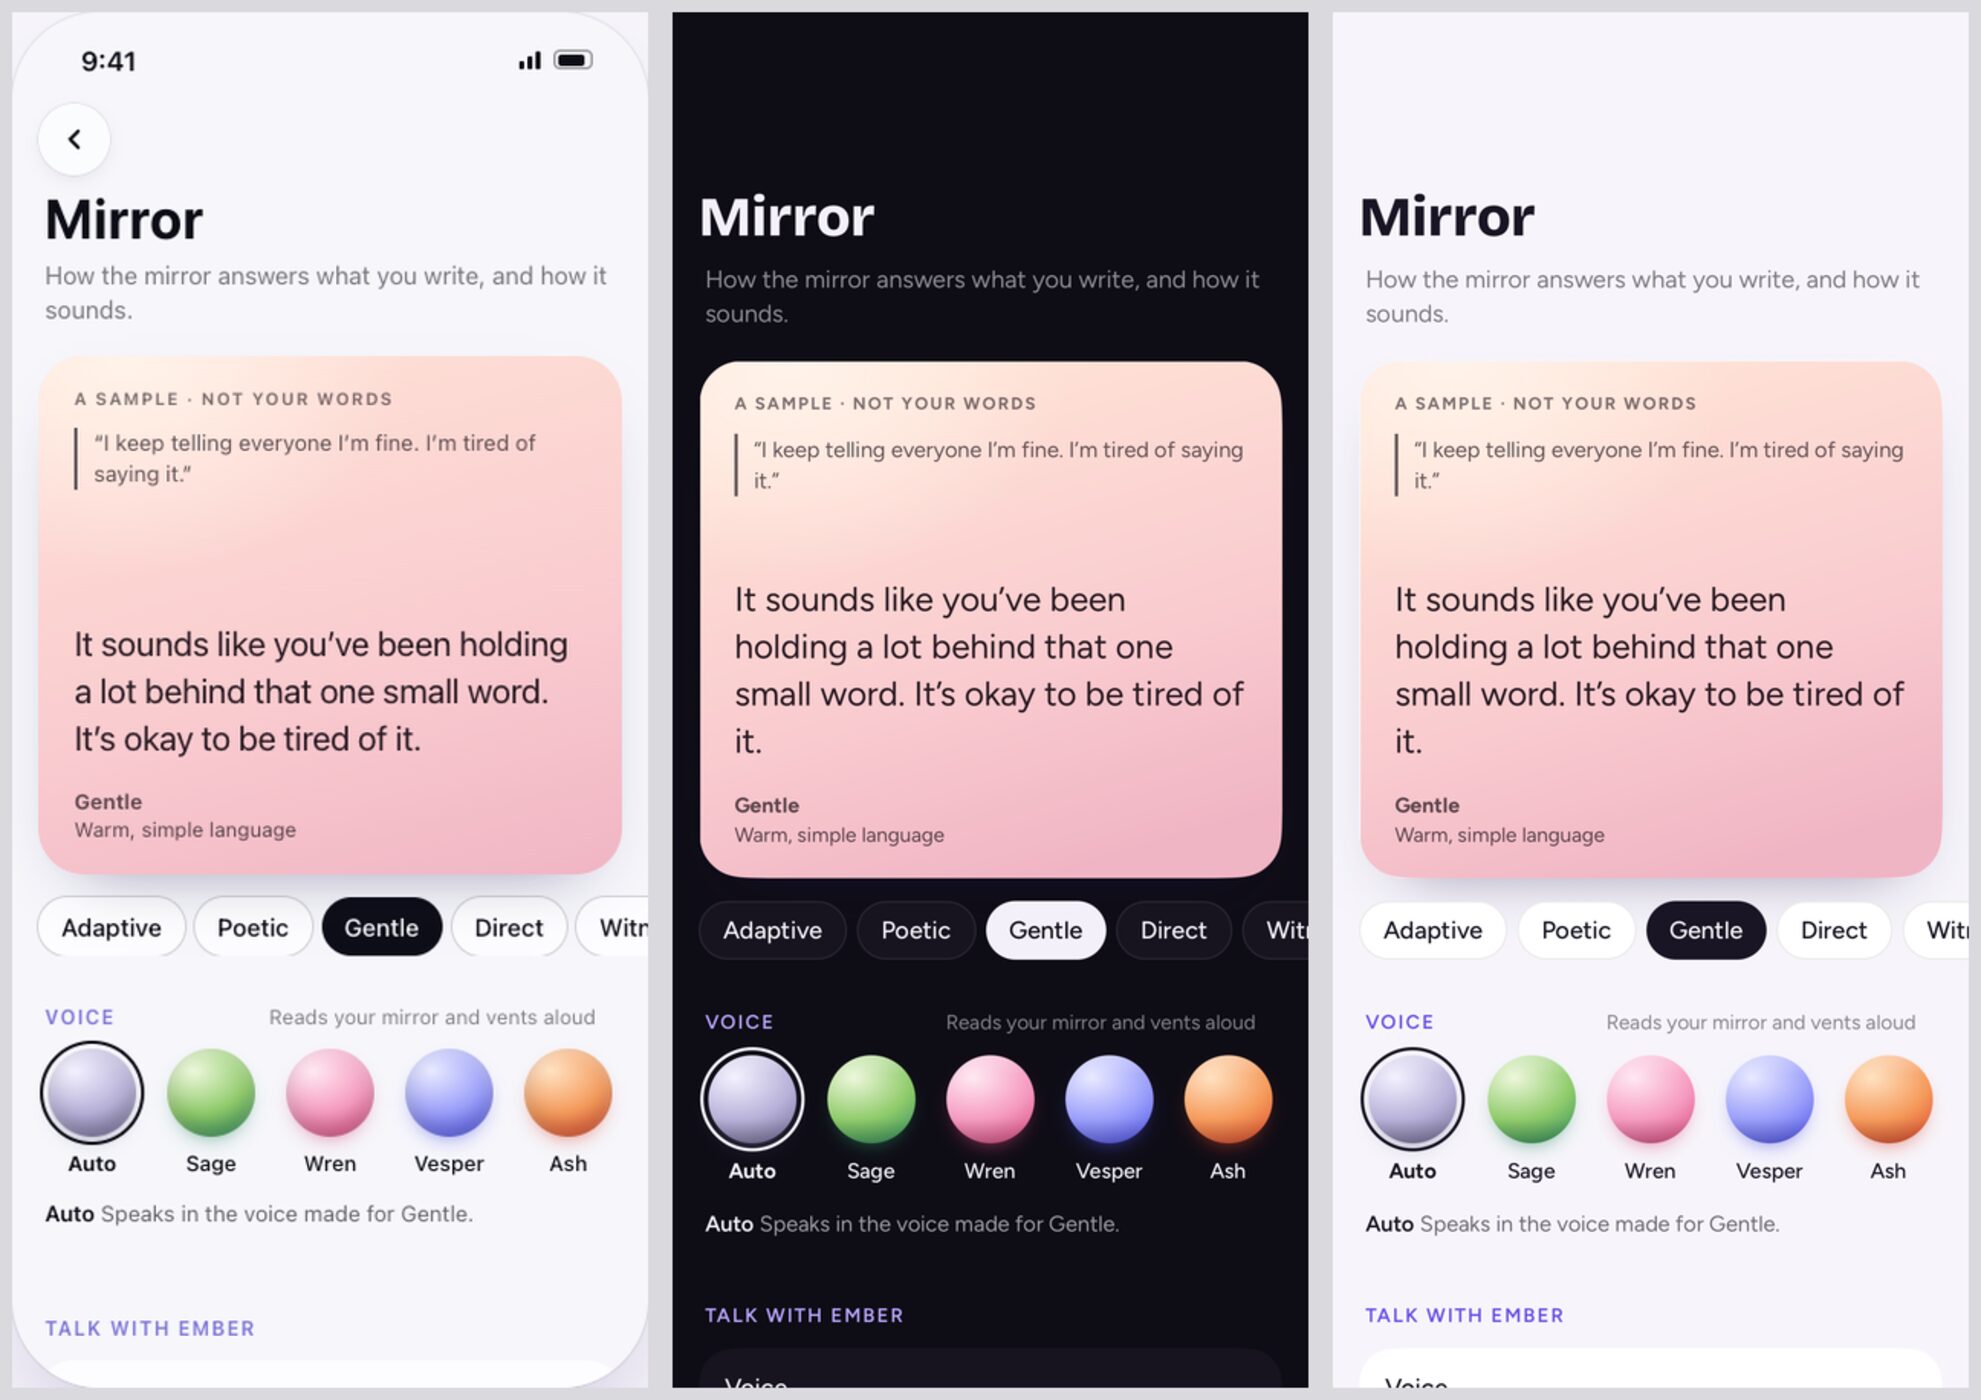 9:41
Mirror
How the mirror answers what you write, and how it
sounds.
A SAMPLE · NOT YOUR WORDS
“I keep telling everyone I’m fine. I’m tired of
saying it.”
It sounds like you’ve been holding
a lot behind that one small word.
It’s okay to be tired of it.
Gentle
Warm, simple language
Adaptive Poetic Gentle Direct Witn
VOICE Reads your mirror and vents aloud
Auto Sage Wren Vesper Ash
Auto Speaks in the voice made for Gentle.
TALK WITH EMBER
Mirror
How the mirror answers what you write, and how it
sounds.
A SAMPLE · NOT YOUR WORDS
“I keep telling everyone I’m fine. I’m tired of saying
it.”
It sounds like you’ve been
holding a lot behind that one
small word. It’s okay to be tired of
it.
Gentle
Warm, simple language
Adaptive Poetic Gentle Direct Wit
VOICE Reads your mirror and vents aloud
Auto Sage Wren Vesper Ash
Auto Speaks in the voice made for Gentle.
TALK WITH EMBER
Voice
Mirror
How the mirror answers what you write, and how it
sounds.
A SAMPLE · NOT YOUR WORDS
“I keep telling everyone I’m fine. I’m tired of saying
it.”
It sounds like you’ve been
holding a lot behind that one
small word. It’s okay to be tired of
it.
Gentle
Warm, simple language
Adaptive Poetic Gentle Direct Wit
VOICE Reads your mirror and vents aloud
Auto Sage Wren Vesper Ash
Auto Speaks in the voice made for Gentle.
TALK WITH EMBER
Voice